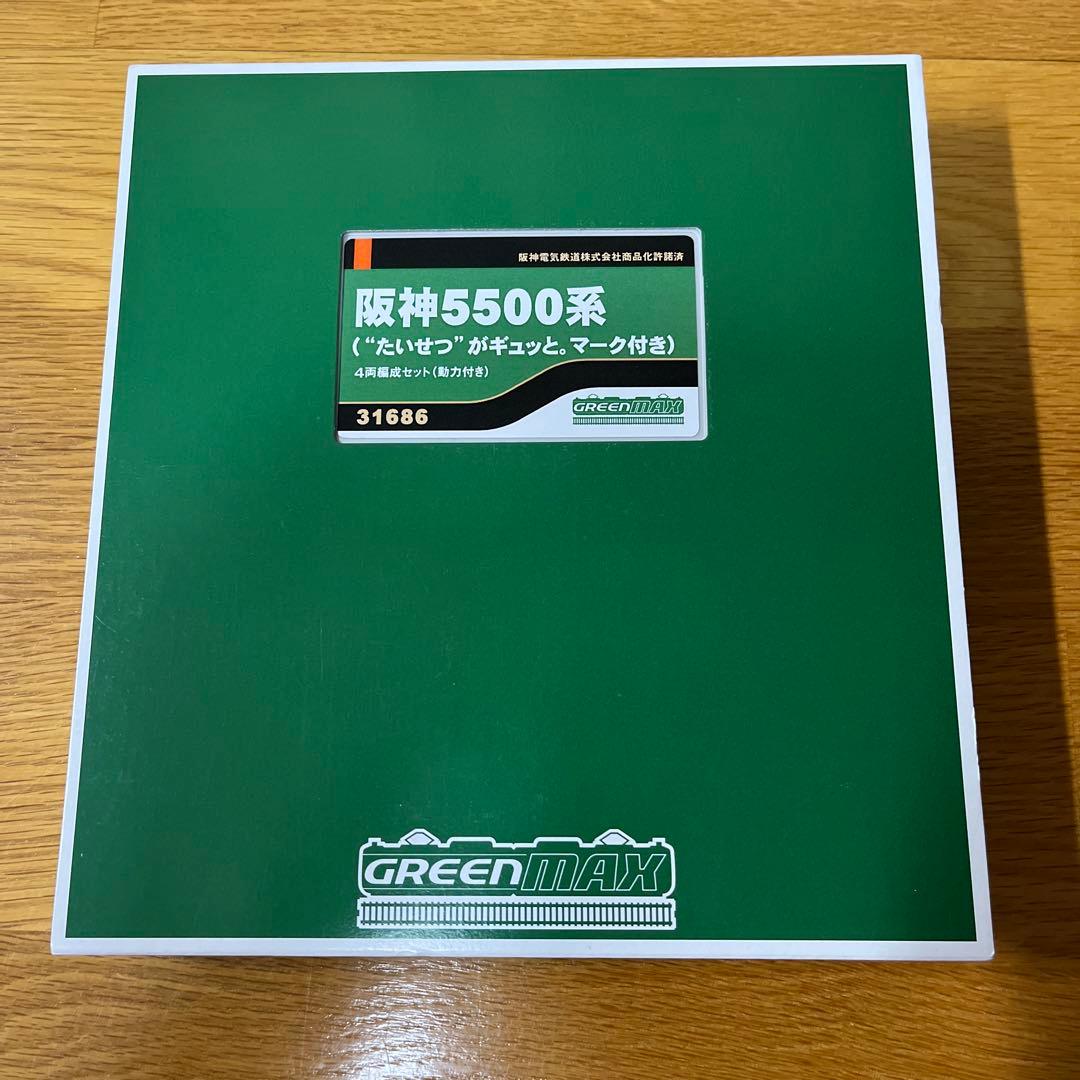 阪神電気鉄道株式会社商品化許諾済
阪神5500系
(“たいせつ”がギュッと。マーク付き)
4両編成セット(動力付き)
31686
GREENMAX
GREENMAX